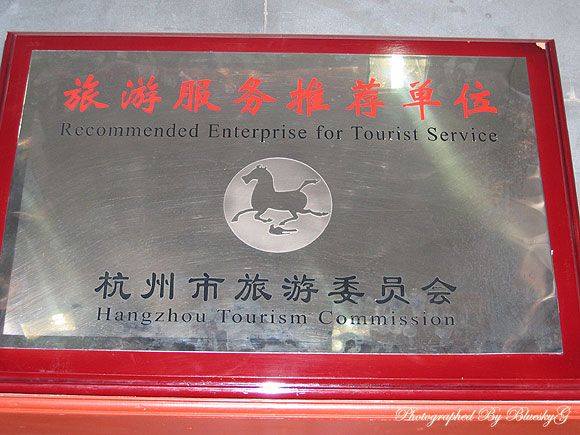 旅游服务推荐单位
Recommended Enterprise for Tourist Service
杭州市旅游委员会
Hangzhou Tourism Commission
Photographed By BlueskyG